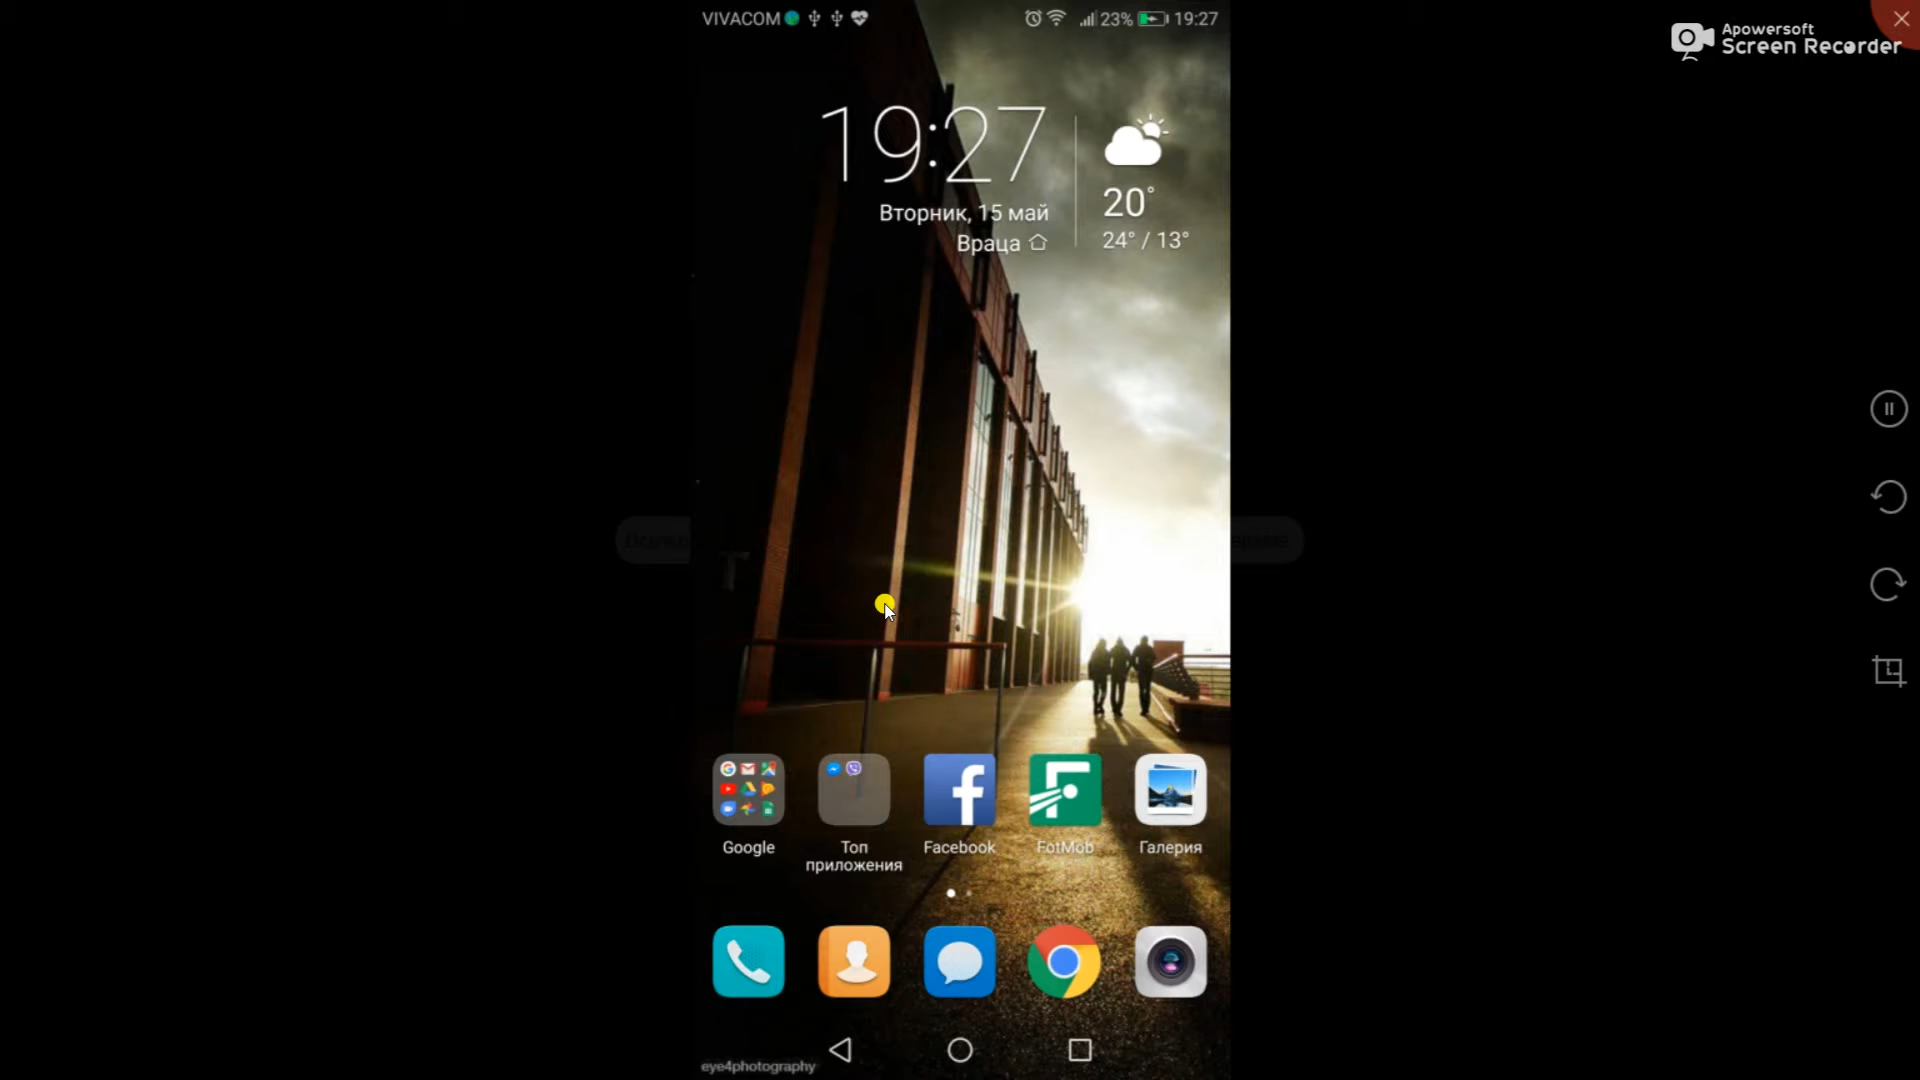 VIVACOM
23%
19:27
Apowersoft
Screen Recorder
19:27
Вторник, 15 май
Враца
20°
24° / 13°
Google
Топ приложения
Facebook
FotMob
Галерия
eye4photography